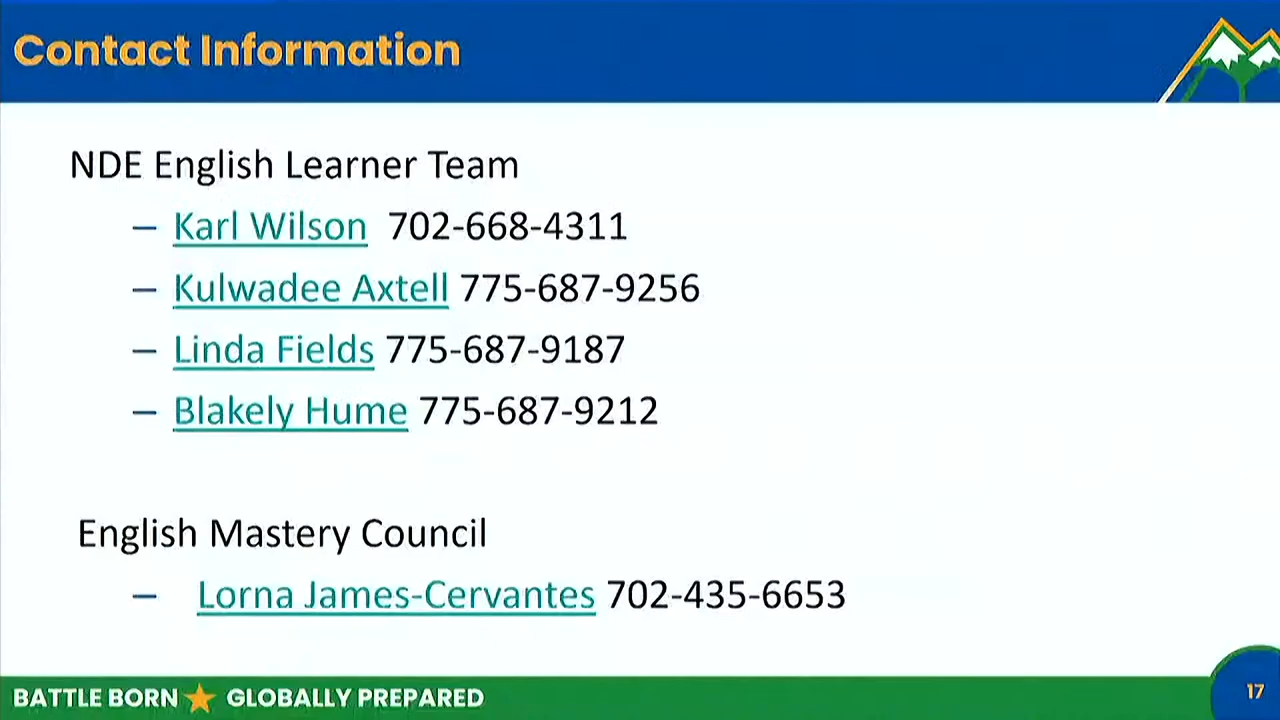 Contact Information
NDE English Learner Team
– Karl Wilson 702-668-4311
– Kulwadee Axtell 775-687-9256
– Linda Fields 775-687-9187
– Blakely Hume 775-687-9212
English Mastery Council
– Lorna James-Cervantes 702-435-6653
BATTLE BORN GLOBALLY PREPARED
17